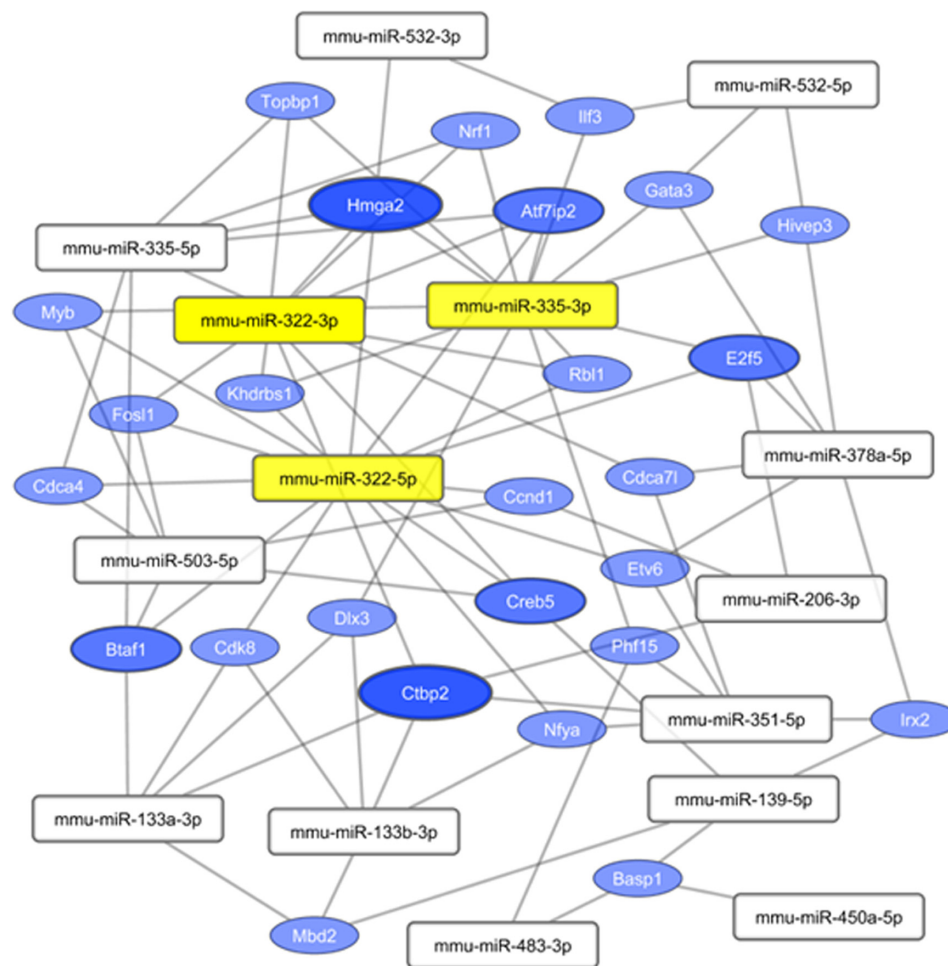 mmu-miR-532-3p
mmu-miR-532-5p
Topbp1
Ilf3
Nrf1
Gata3
Hmga2
Atf7ip2
Hivep3
mmu-miR-335-5p
mmu-miR-335-3p
Myb
mmu-miR-322-3p
E2f5
Rbl1
Khdrbs1
Fosl1
mmu-miR-378a-5p
mmu-miR-322-5p
Cdca7l
Cdca4
Ccnd1
mmu-miR-503-5p
Etv6
mmu-miR-206-3p
Creb5
Dlx3
Btaf1
Cdk8
Phf15
Ctbp2
mmu-miR-351-5p
Irx2
Nfya
mmu-miR-139-5p
mmu-miR-133a-3p
mmu-miR-133b-3p
Basp1
mmu-miR-450a-5p
Mbd2
mmu-miR-483-3p